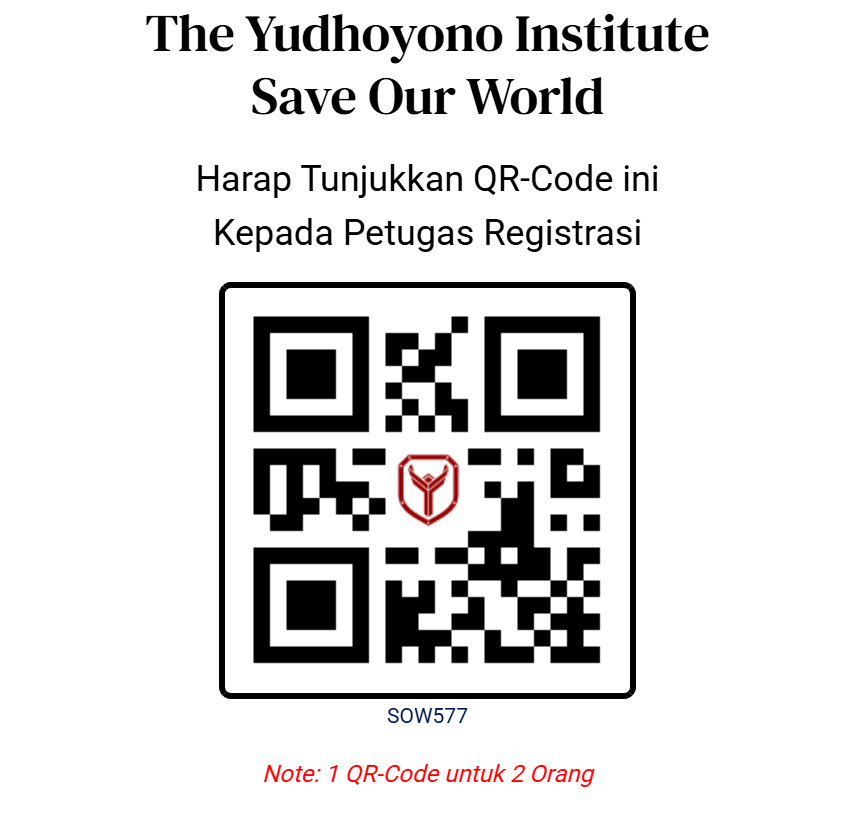 The Yudhoyono Institute
Save Our World
Harap Tunjukkan QR-Code ini
Kepada Petugas Registrasi
SOW577
Note: 1 QR-Code untuk 2 Orang